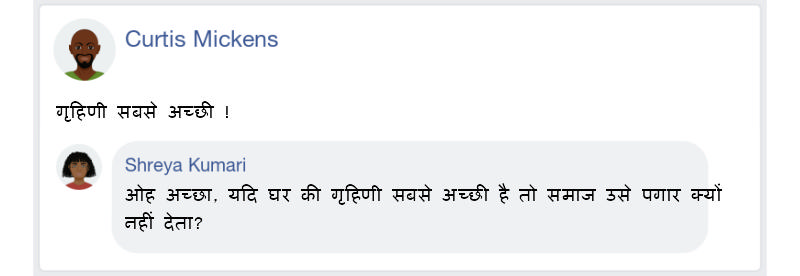 Curtis Mickens
गृहिणी सबसे अच्छी !
Shreya Kumari
ओह अच्छा, यदि घर की गृहिणी सबसे अच्छी है तो समाज उसे पगार क्यों
नहीं देता?